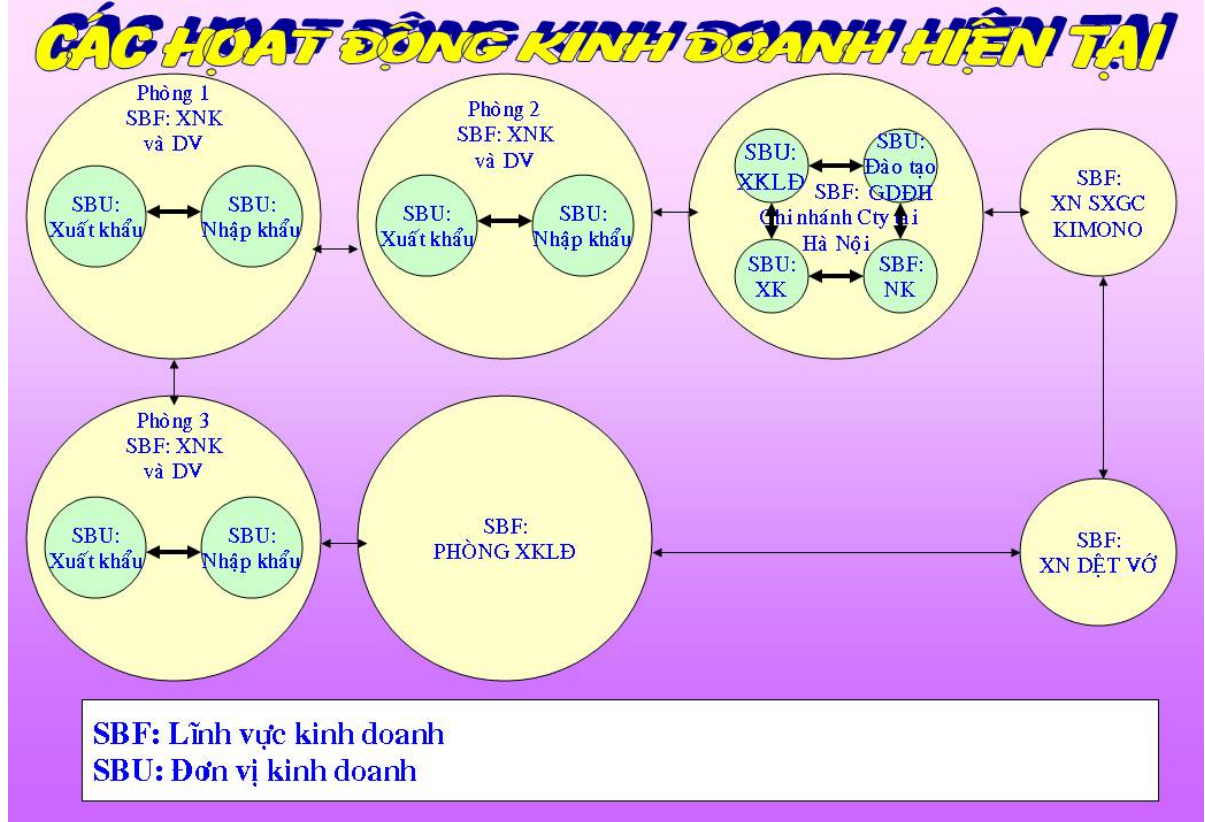 CÁC HOẠT ĐỘNG KINH DOANH HIỆN TẠI
Phòng 1
SBF: XNK
và DV
SBU:
Xuất khẩu
SBU:
Nhập khẩu
Phòng 2
SBF: XNK
và DV
SBU:
Xuất khẩu
SBU:
Nhập khẩu
SBU:
XKLĐ
SBU:
Đào tạo
GDĐH
SBF:
Chi nhánh Cty tại
Hà Nội
SBU:
XK
SBF:
NK
SBF:
XN SXGC
KIMONO
Phòng 3
SBF: XNK
và DV
SBU:
Xuất khẩu
SBU:
Nhập khẩu
SBF:
PHÒNG XKLĐ
SBF:
XN DỆT VỚ
SBF: Lĩnh vực kinh doanh
SBU: Đơn vị kinh doanh